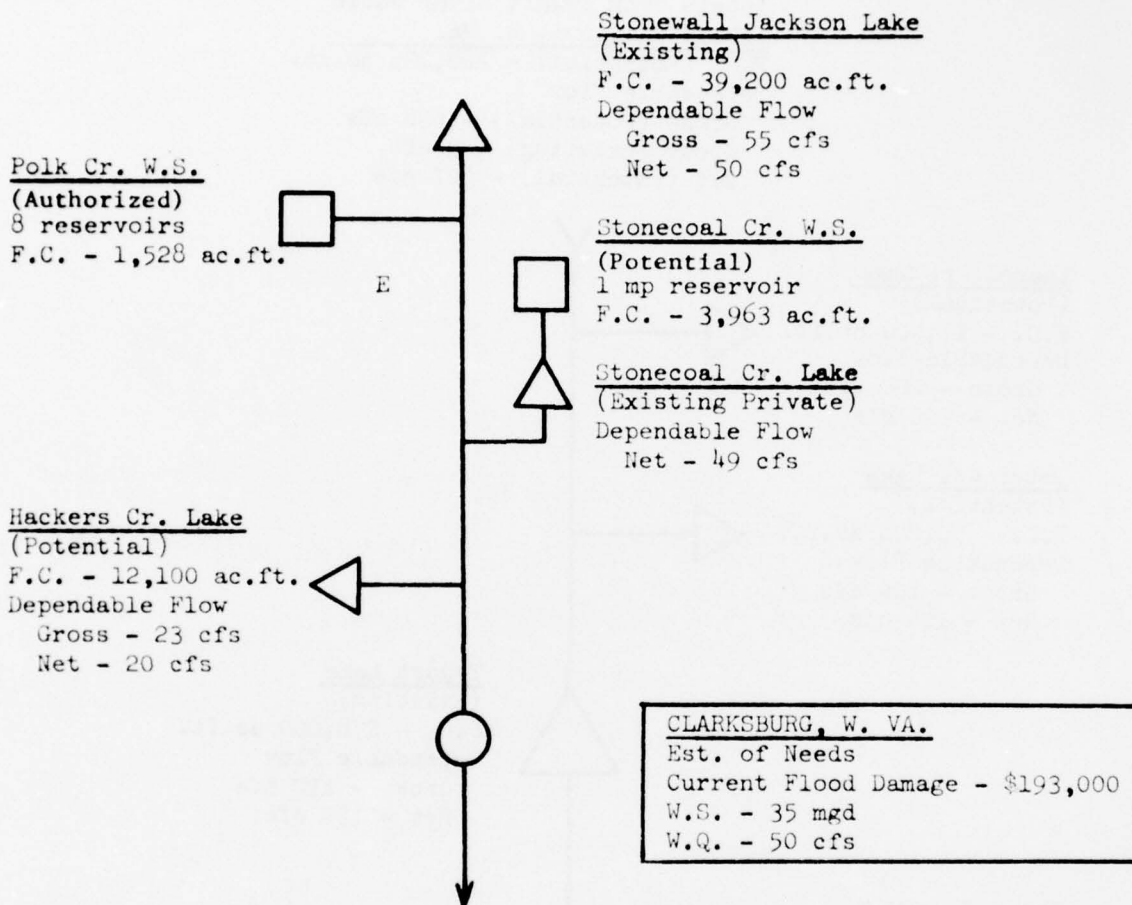 Stonewall Jackson Lake
(Existing)
F.C. - 39,200 ac.ft.
Dependable Flow
Gross - 55 cfs
Net - 50 cfs
Polk Cr. W.S.
(Authorized)
8 reservoirs
F.C. - 1,528 ac.ft.
E
Stonecoal Cr. W.S.
(Potential)
1 mp reservoir
F.C. - 3,963 ac.ft.
Stonecoal Cr. Lake
(Existing Private)
Dependable Flow
Net - 49 cfs
Hackers Cr. Lake
(Potential)
F.C. - 12,100 ac.ft.
Dependable Flow
Gross - 23 cfs
Net - 20 cfs
CLARKSBURG, W. VA.
Est. of Needs
Current Flood Damage - $193,000
W.S. - 35 mgd
W.Q. - 50 cfs